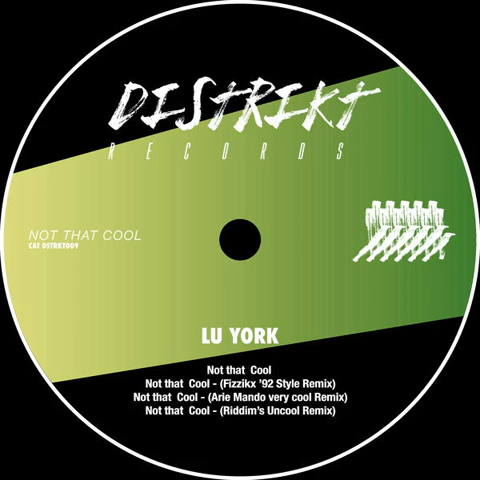 DISTRIKT
RECORDS
NOT THAT COOL
CAT DSTRKT009
LU YORK
Not that Cool
Not that Cool - (Fizzikx '92 Style Remix)
Not that Cool - (Arie Mando very cool Remix)
Not that Cool - (Riddim's Uncool Remix)